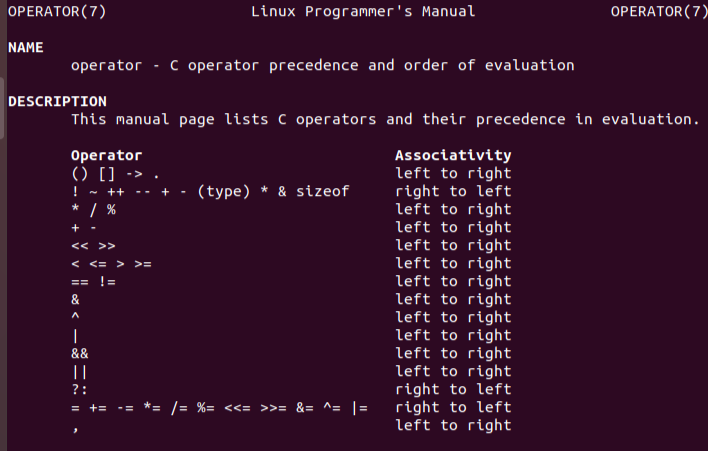 OPERATOR(7) Linux Programmer's Manual OPERATOR(7)
NAME
operator - C operator precedence and order of evaluation
DESCRIPTION
This manual page lists C operators and their precedence in evaluation.
Operator Associativity
() [] -> . left to right
! ~ ++ -- + - (type) * & sizeof right to left
* / % left to right
+ - left to right
<< >> left to right
< <= > >= left to right
== != left to right
& left to right
^ left to right
| left to right
&& left to right
|| left to right
?: right to left
= += -= *= /= %= <<= >>= &= ^= |= right to left
, left to right